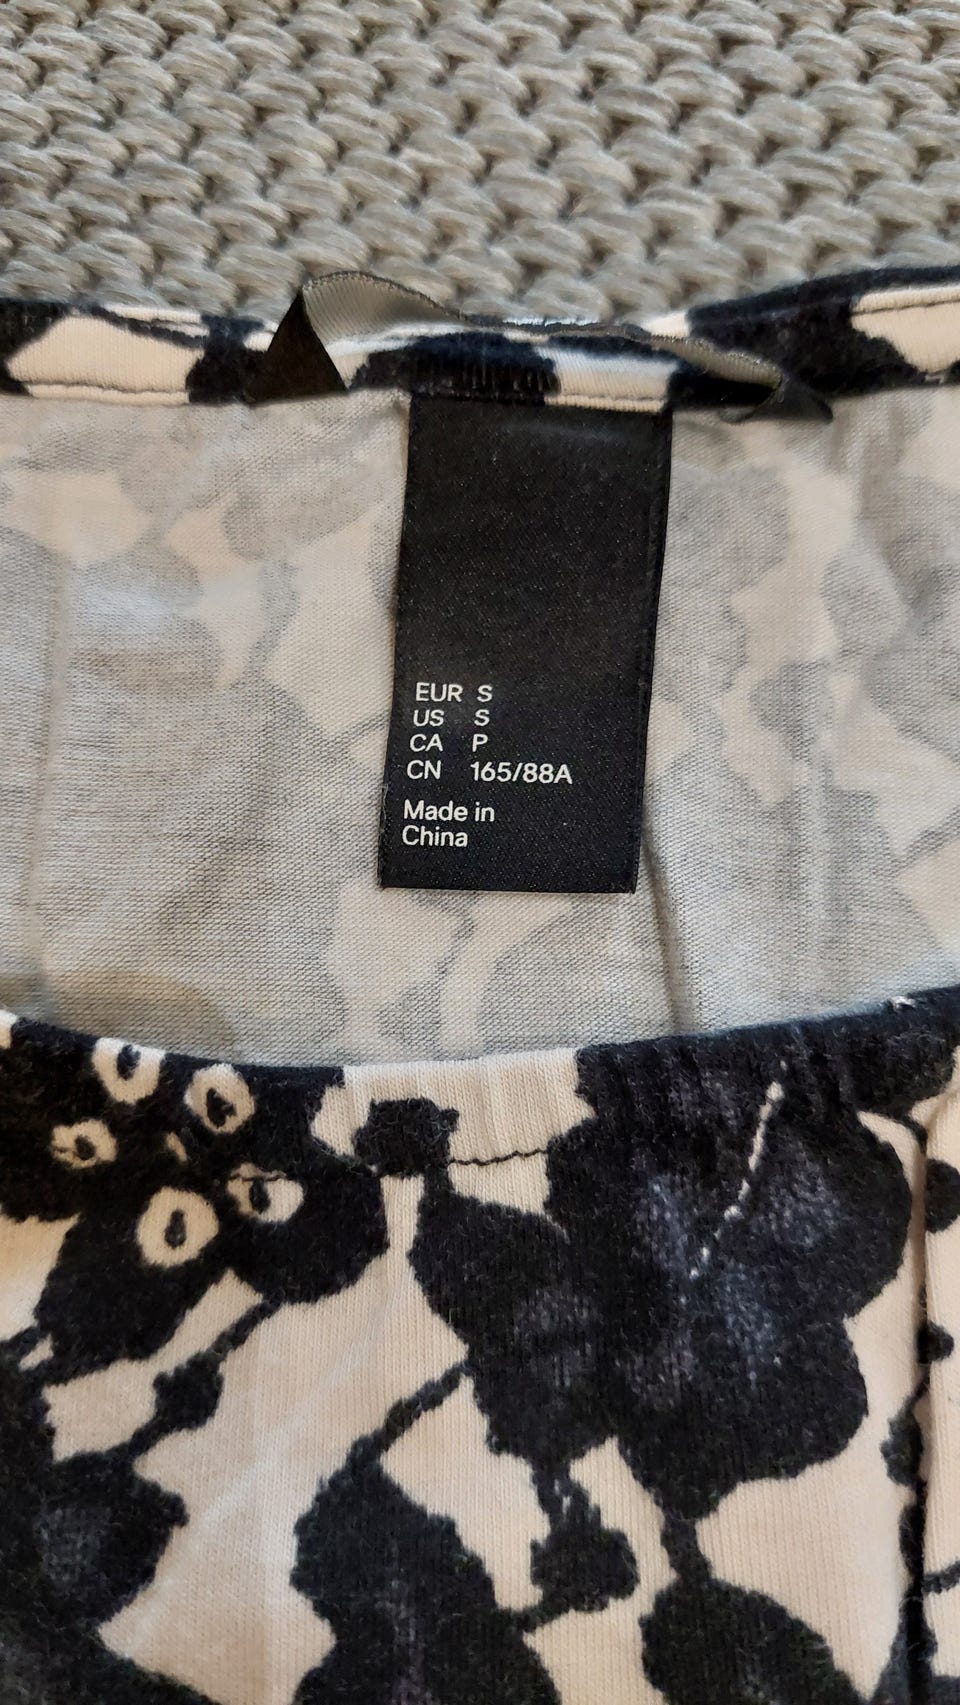 EUR S
US S
CA P
CN 165/88A
Made in
China